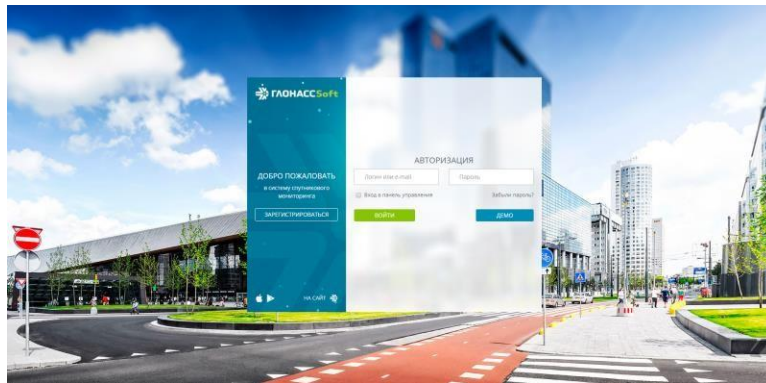 ГЛОНАССSoft
АВТОРИЗАЦИЯ
ДОБРО ПОЖАЛОВАТЬ
в систему спутникового
мониторинга
Логин или e-mail
Пароль
Вход в панель управления
Забыли пароль?
ЗАРЕГИСТРИРОВАТЬСЯ
ВОЙТИ
ДЕМО
НА САЙТ